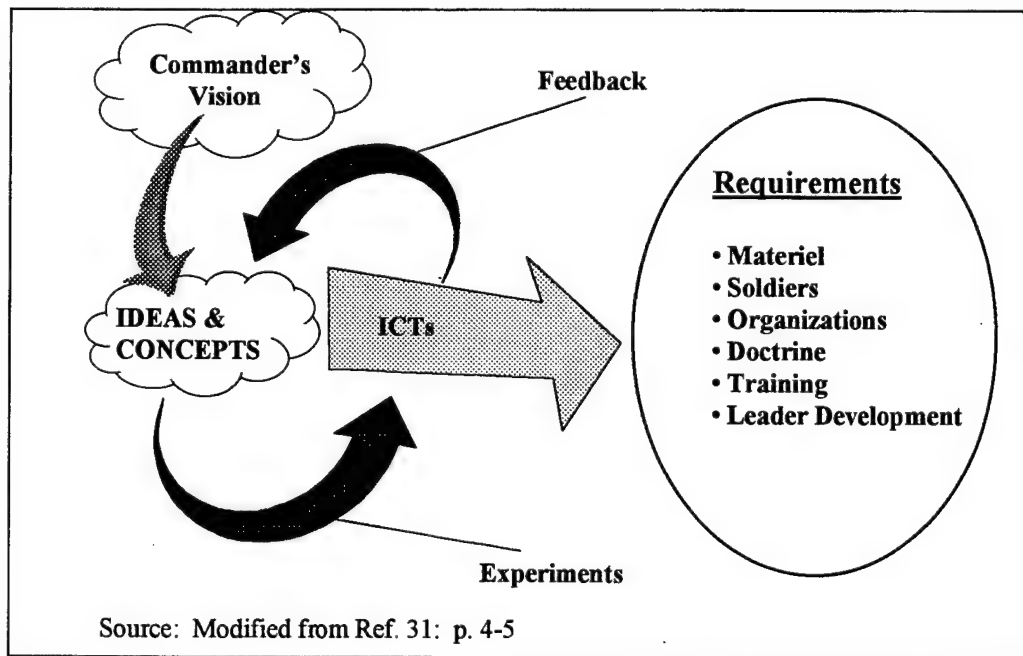 Commander's
Vision
Feedback
IDEAS &
CONCEPTS
ICTs
Requirements
• Materiel
• Soldiers
• Organizations
• Doctrine
• Training
• Leader Development
Experiments
Source: Modified from Ref. 31: p. 4-5